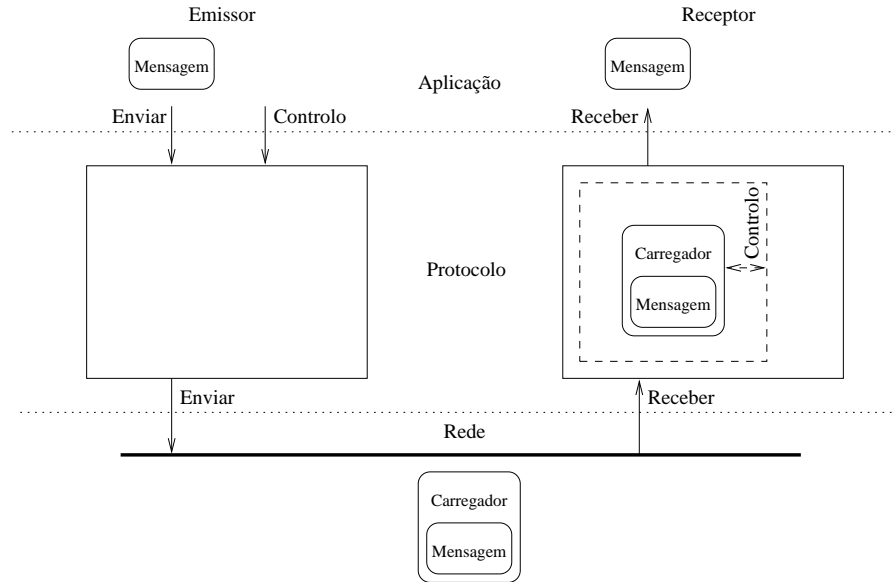 Emissor
Receptor
Mensagem
Mensagem
Aplicação
Enviar
Controlo
Receber
Controlo
Carregador
Protocolo
Mensagem
Enviar
Receber
Rede
Carregador
Mensagem